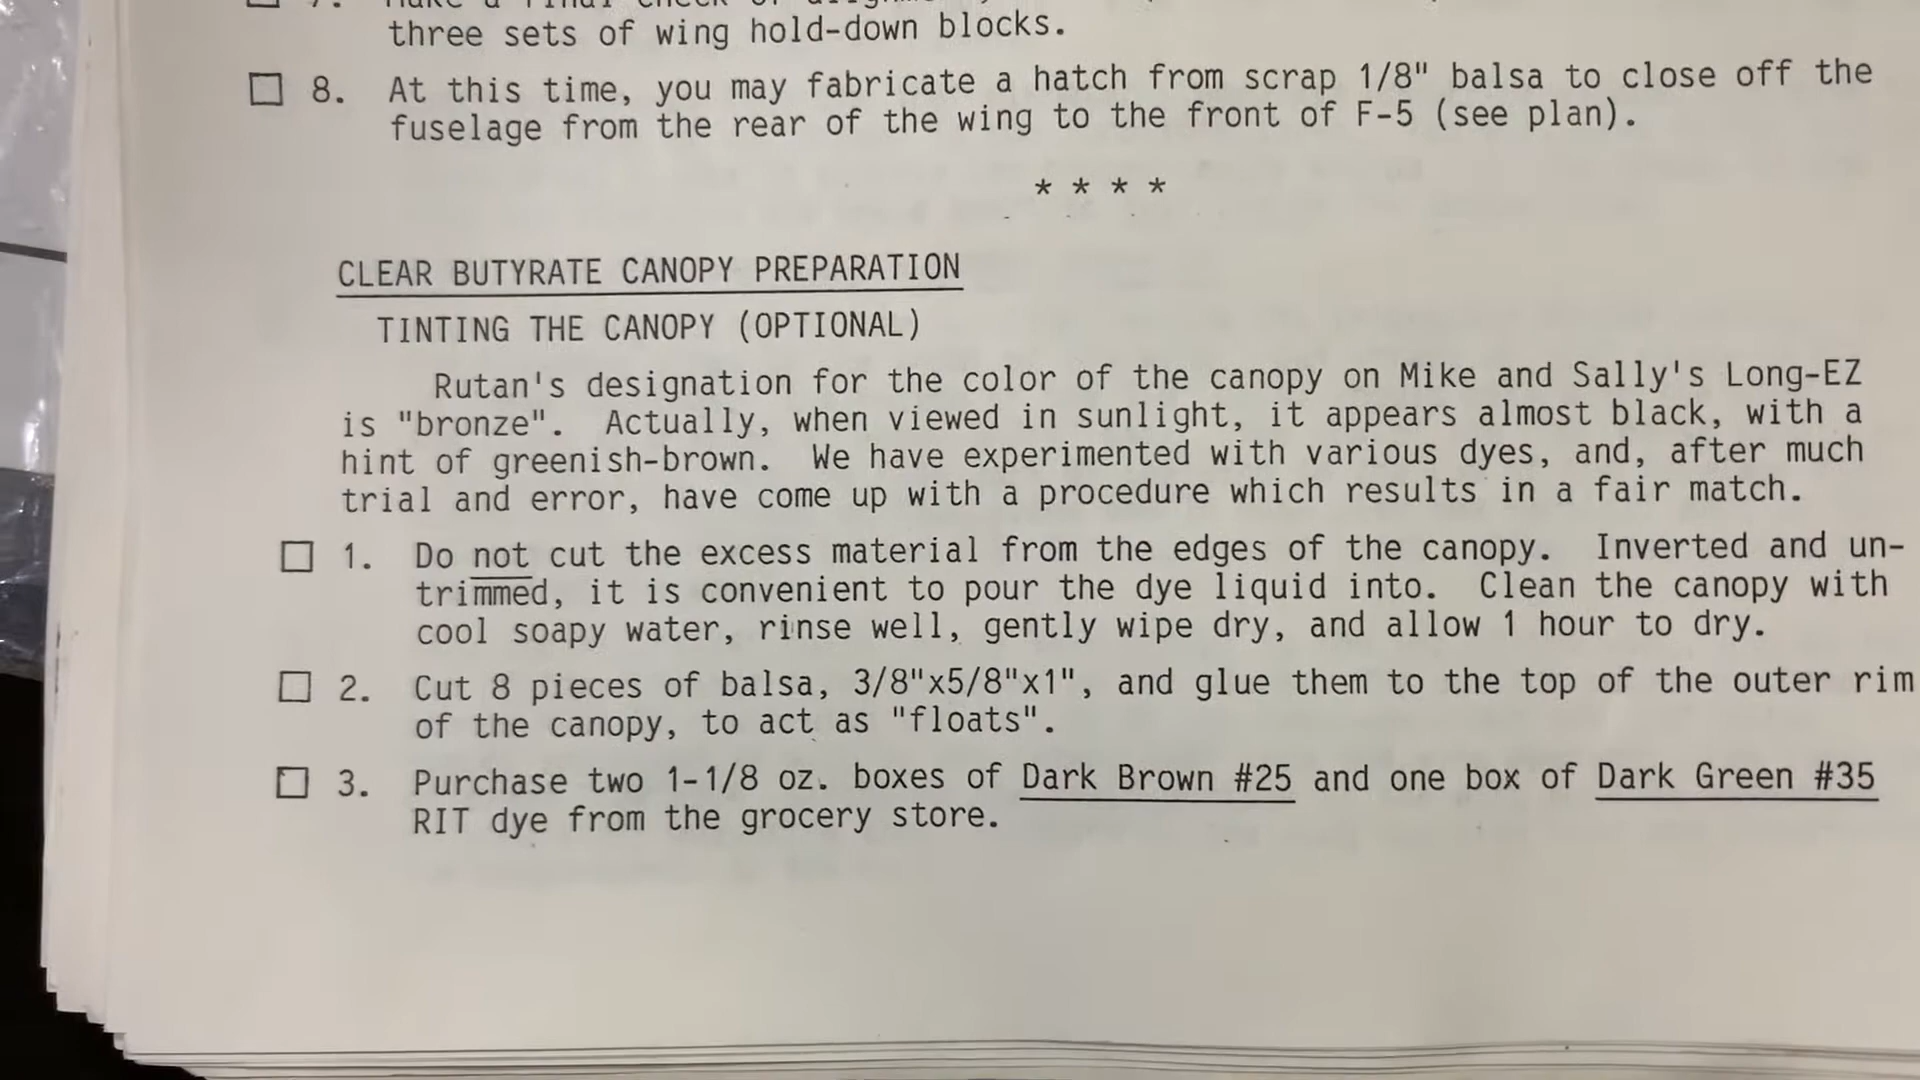 7. Make a final check of
three sets of wing hold-down blocks.
8. At this time, you may fabricate a hatch from scrap 1/8" balsa to close off the
fuselage from the rear of the wing to the front of F-5 (see plan).
* * * *
CLEAR BUTYRATE CANOPY PREPARATION
TINTING THE CANOPY (OPTIONAL)
Rutan's designation for the color of the canopy on Mike and Sally's Long-EZ
is "bronze". Actually, when viewed in sunlight, it appears almost black, with a
hint of greenish-brown. We have experimented with various dyes, and, after much
trial and error, have come up with a procedure which results in a fair match.
1. Do not cut the excess material from the edges of the canopy. Inverted and un-
trimmed, it is convenient to pour the dye liquid into. Clean the canopy with
cool soapy water, rinse well, gently wipe dry, and allow 1 hour to dry.
2. Cut 8 pieces of balsa, 3/8"x5/8"x1", and glue them to the top of the outer rim
of the canopy, to act as "floats".
3. Purchase two 1-1/8 oz. boxes of Dark Brown #25 and one box of Dark Green #35
RIT dye from the grocery store.